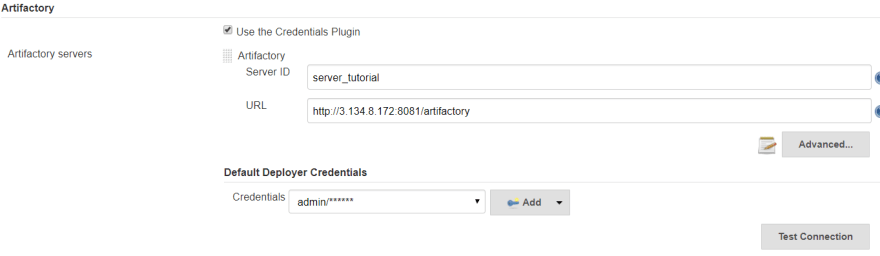 Artifactory
Use the Credentials Plugin
Artifactory servers
Artifactory
Server ID
server_tutorial
URL
http://3.134.8.172:8081/artifactory
Advanced...
Default Deployer Credentials
Credentials
admin/******
Add
Test Connection